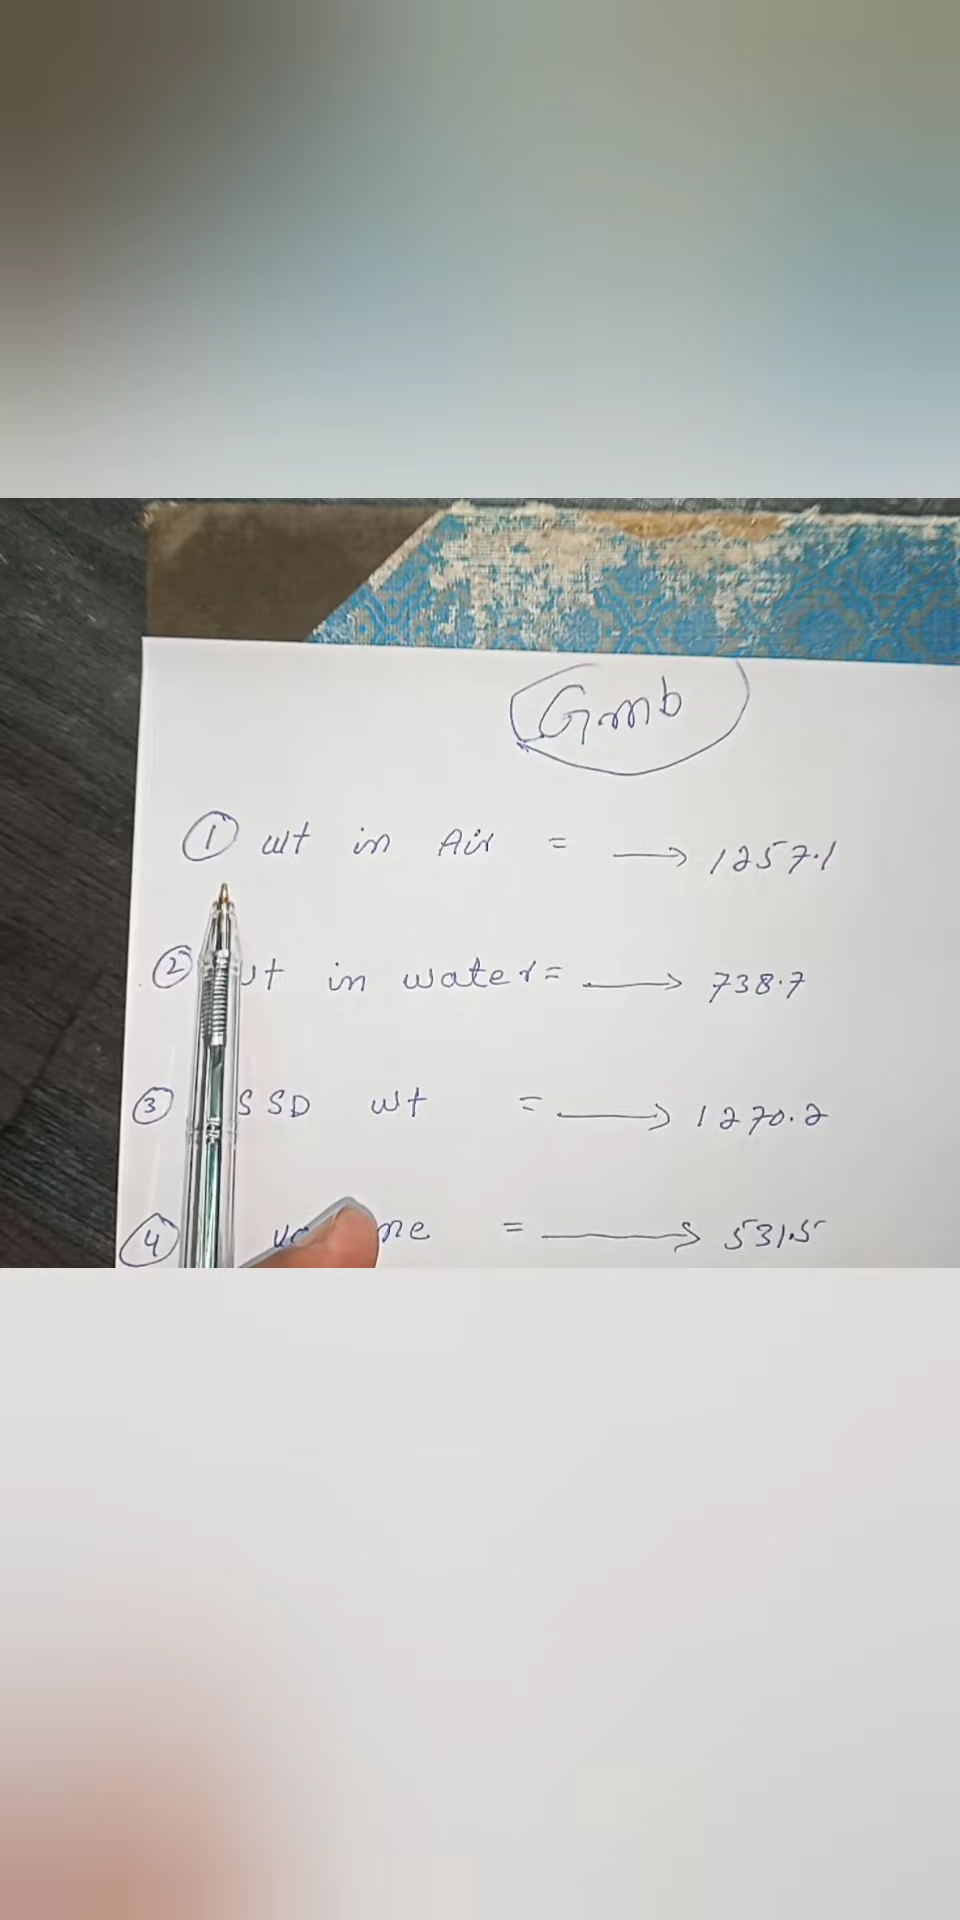 Gmb
① wt in Air = → 1257.1
② wt in water = → 738.7
③ SSD wt = → 1270.2
④ = → 531.5